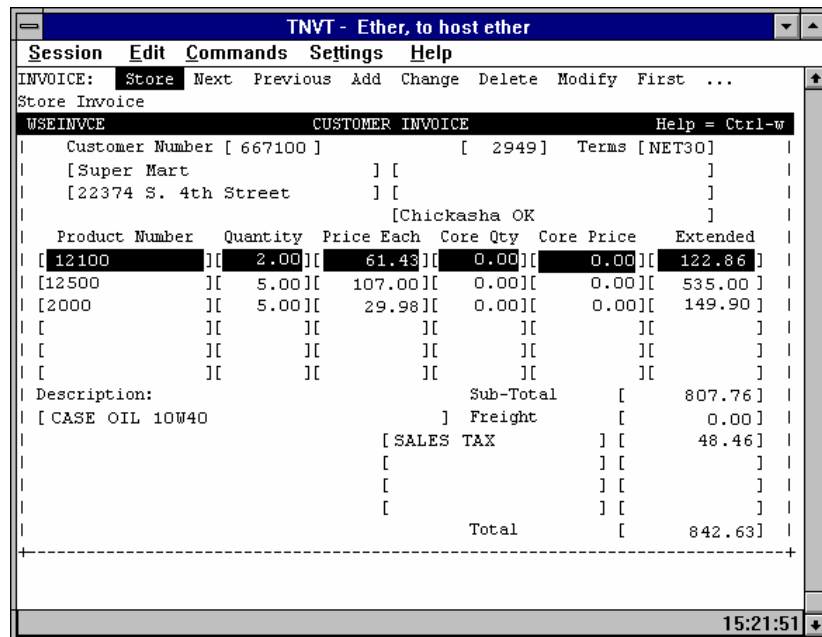 TNVT - Ether, to host ether
Session Edit Commands Settings Help
INVOICE: Store Next Previous Add Change Delete Modify First ...
Store Invoice
WSEINVCE CUSTOMER INVOICE Help = Ctrl-w
| Customer Number [ 667100 ] [ 2949] Terms [NET30] |
| [Super Mart ] [ ] |
| [22374 S. 4th Street ] [ ] |
| [Chickasha OK ] |
| Product Number Quantity Price Each Core Qty Core Price Extended |
| [ 12100 ][ 2.00][ 61.43][ 0.00][ 0.00][ 122.86 ] |
| [12500 ][ 5.00][ 107.00][ 0.00][ 0.00][ 535.00 ] |
| [2000 ][ 5.00][ 29.98][ 0.00][ 0.00][ 149.90 ] |
| [ ][ ][ ][ ][ ][ ] |
| [ ][ ][ ][ ][ ][ ] |
| [ ][ ][ ][ ][ ][ ] |
| Description: Sub-Total [ 807.76] |
| [ CASE OIL 10W40 ] Freight [ 0.00] |
| [ SALES TAX ] [ 48.46] |
| [ ] [ ] |
| [ ] [ ] |
| [ ] [ ] |
| Total [ 842.63] |
+------------------------------------------------------------------------------+
15:21:51